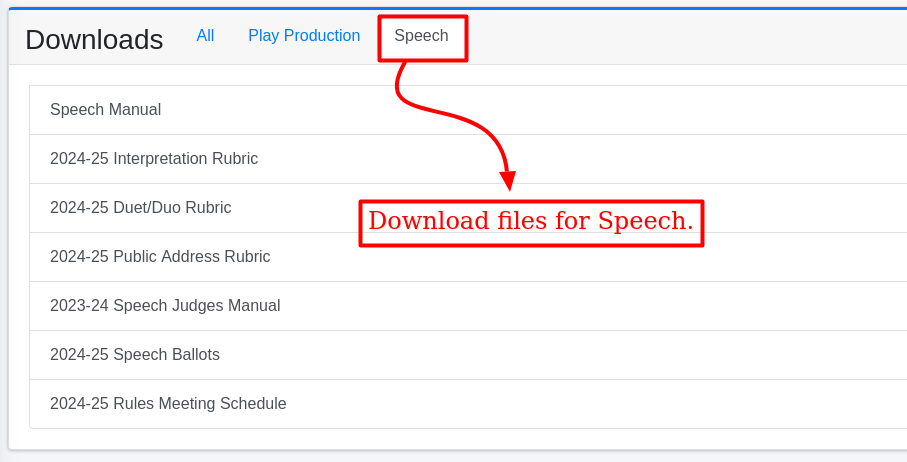 Downloads All Play Production Speech
Speech Manual
2024-25 Interpretation Rubric
2024-25 Duet/Duo Rubric
Download files for Speech.
2024-25 Public Address Rubric
2023-24 Speech Judges Manual
2024-25 Speech Ballots
2024-25 Rules Meeting Schedule